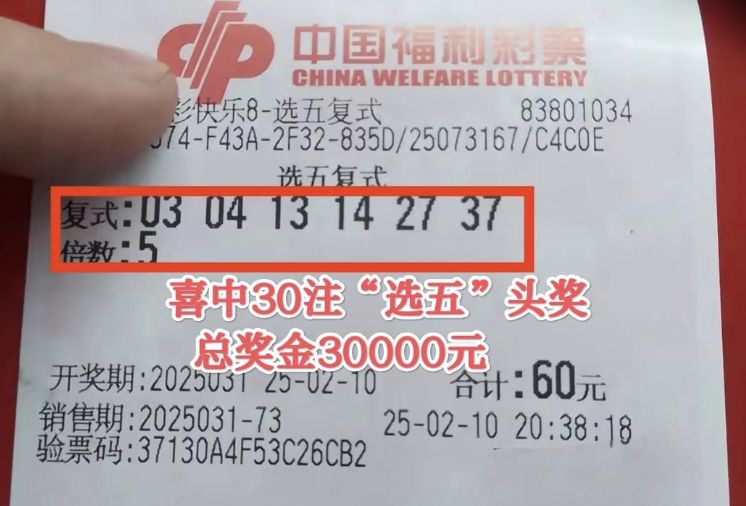 中国福利彩票
CHINA WELFARE LOTTERY
彩快乐8-选五复式 83801034
574-F43A-2F32-835D/25073167/C4C0E
选五复式
复式:03 04 13 14 27 37
倍数:5
喜中30注“选五”头奖
总奖金30000元
开奖期:2025031 25-02-10 合计:60元
销售期:2025031-73 25-02-10 20:38:18
验票码:37130A4F53C26CB2